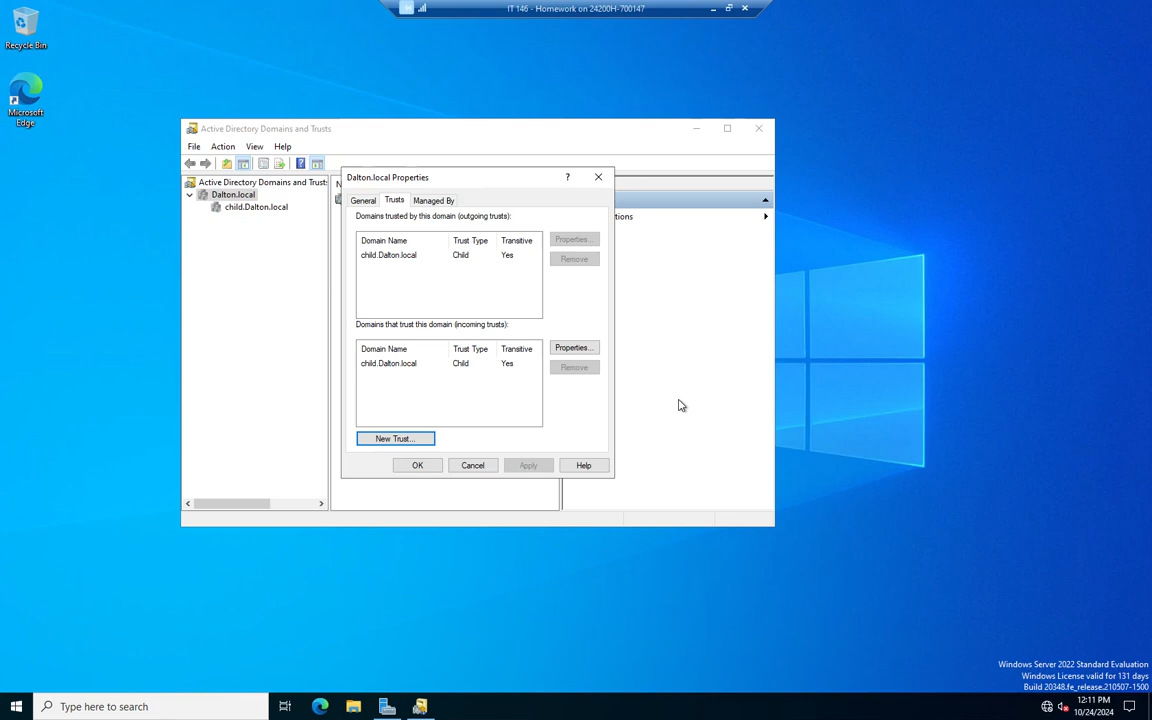 IT 146 - Homework on 24200H-700147
Recycle Bin
Microsoft
Edge
Active Directory Domains and Trusts
File Action View Help
Active Directory Domains and Trusts
Dalton.local
child.Dalton.local
N
tions
Dalton.local Properties
?
General Trusts Managed By
Domains trusted by this domain (outgoing trusts):
Domain Name Trust Type Transitive
child.Dalton.local Child Yes
Properties...
Remove
Domains that trust this domain (incoming trusts):
Domain Name Trust Type Transitive
child.Dalton.local Child Yes
Properties...
Remove
New Trust...
OK Cancel Apply Help
Windows Server 2022 Standard Evaluation
Windows License valid for 131 days
Build 20348.fe_release.210507-1500
Type here to search
12:11 PM
10/24/2024